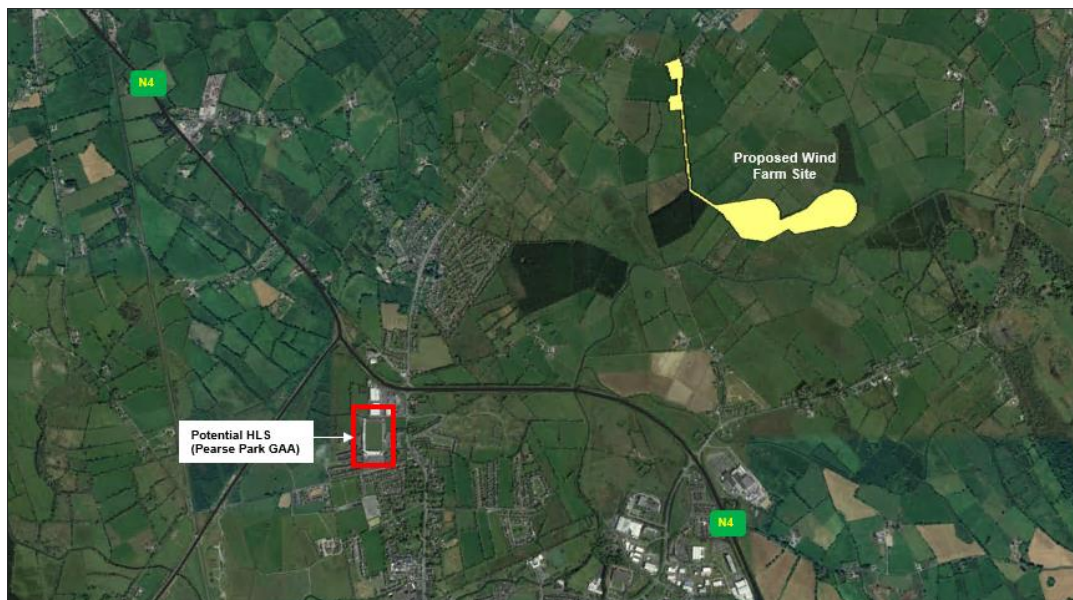 N4
Proposed Wind
Farm Site
Potential HLS
(Pearse Park GAA)
N4